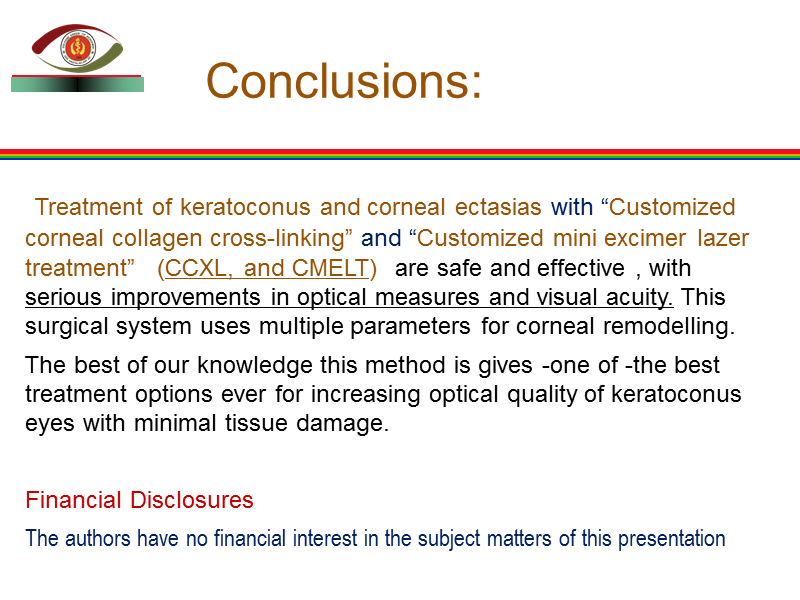 Conclusions:
Treatment of keratoconus and corneal ectasias with “Customized
corneal collagen cross-linking” and “Customized mini excimer lazer
treatment” (CCXL, and CMELT) are safe and effective , with
serious improvements in optical measures and visual acuity. This
surgical system uses multiple parameters for corneal remodelling.
The best of our knowledge this method is gives -one of -the best
treatment options ever for increasing optical quality of keratoconus
eyes with minimal tissue damage.
Financial Disclosures
The authors have no financial interest in the subject matters of this presentation